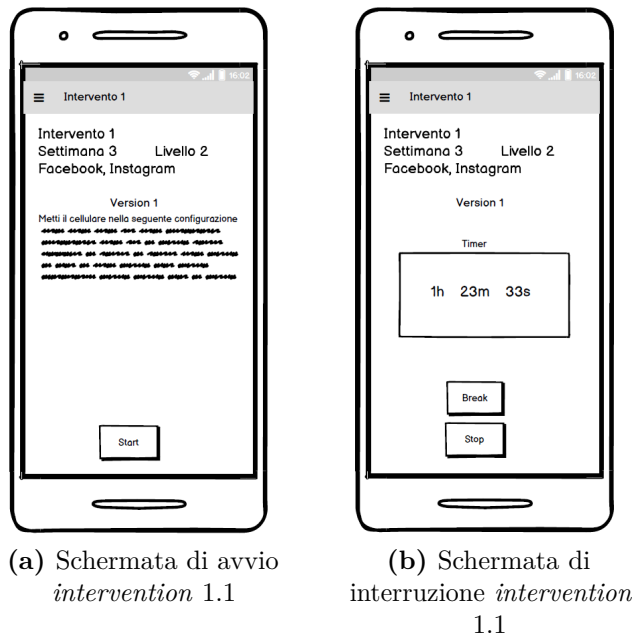 16:02
Intervento 1
Intervento 1
Settimana 3 Livello 2
Facebook, Instagram
Version 1
Metti il cellulare nella seguente configurazione
Start
(a) Schermata di avvio
intervention 1.1
16:02
Intervento 1
Intervento 1
Settimana 3 Livello 2
Facebook, Instagram
Version 1
Timer
1h 23m 33s
Break
Stop
(b) Schermata di
interruzione intervention
1.1